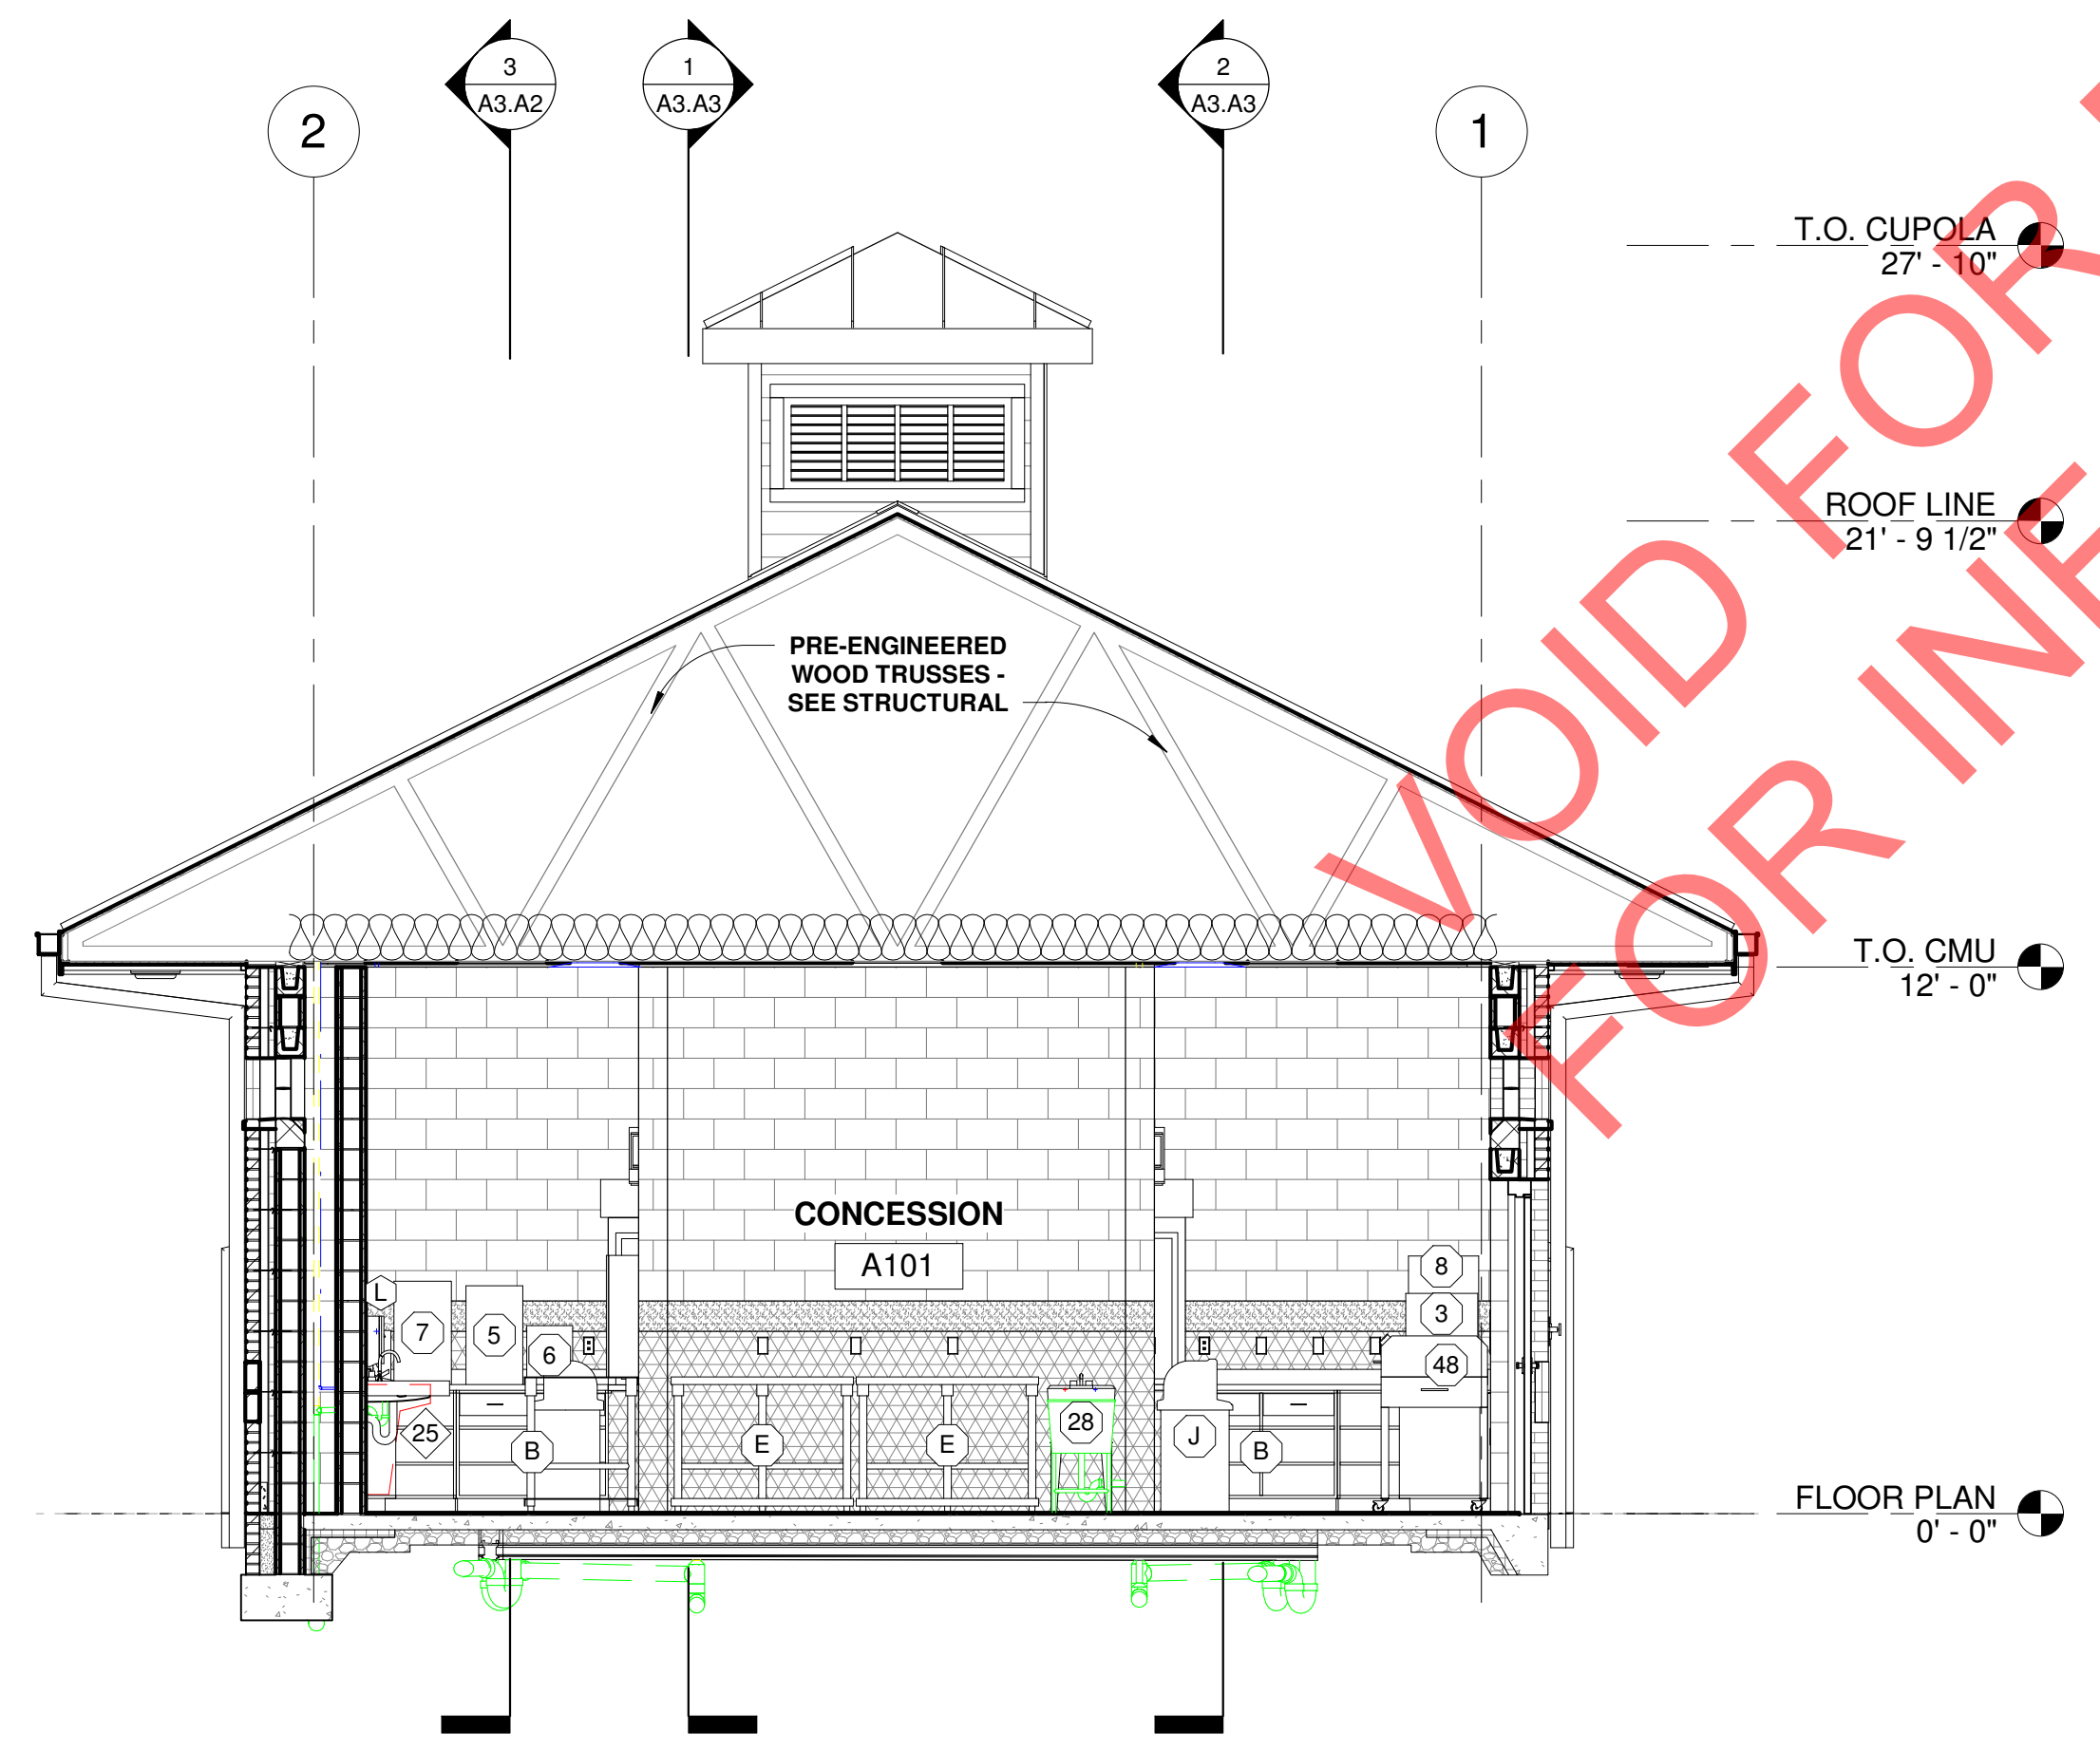 3
A3.A2
1
A3.A3
2
A3.A3
2
1
T.O. CUPOLA
27' - 10"
ROOF LINE
21' - 9 1/2"
PRE-ENGINEERED
WOOD TRUSSES -
SEE STRUCTURAL
T.O. CMU
12' - 0"
CONCESSION
A101
L
7
5
6
8
3
48
25
B
E
E
28
J
B
FLOOR PLAN
0' - 0"
VOID FOR
FOR INF